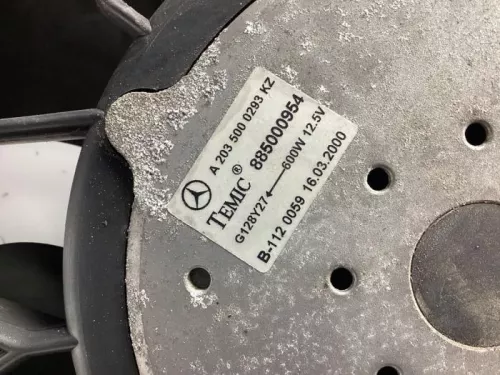 A 203 500 0293 KZ
TEMIC® 885000954
G128Y27 ← 600W 12.5V
B-112 0059 16.03.2000